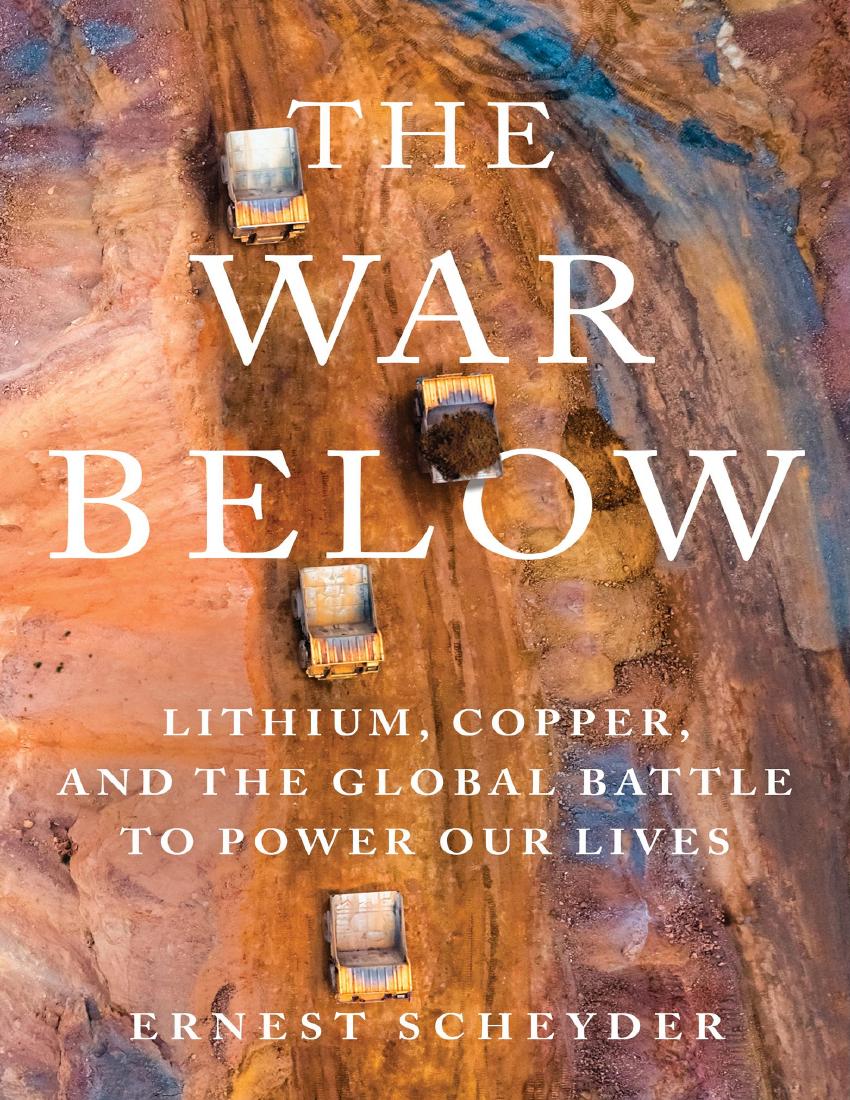 THE
WAR
BELOW
LITHIUM, COPPER,
AND THE GLOBAL BATTLE
TO POWER OUR LIVES
ERNEST SCHEYDER